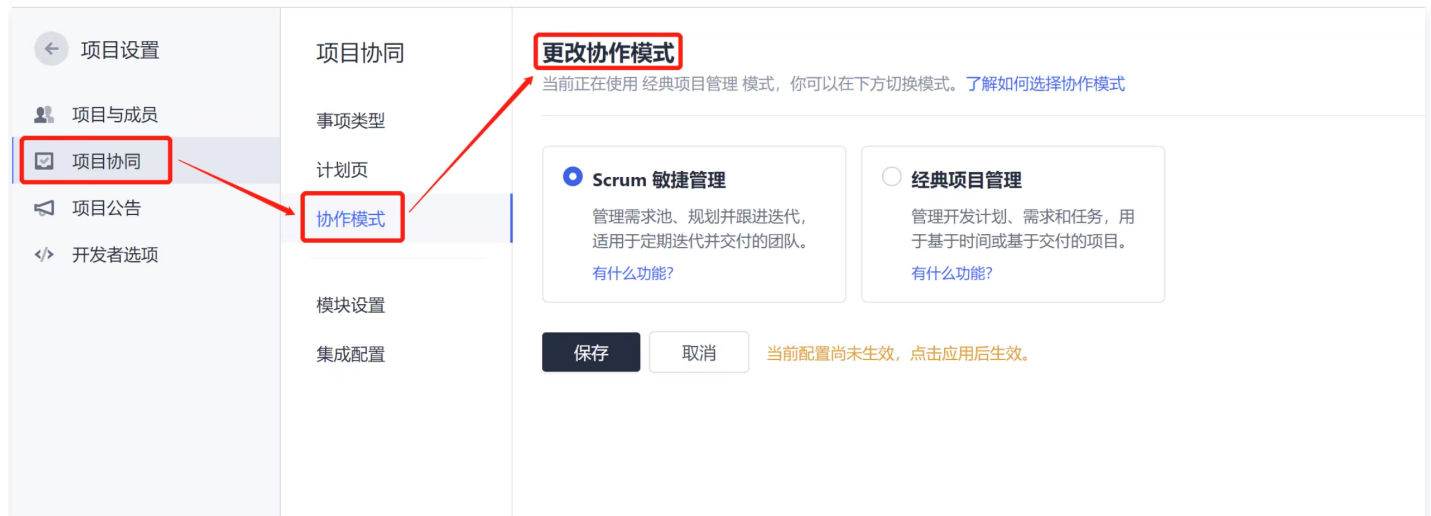 项目设置
项目与成员
项目协同
项目公告
开发者选项
项目协同
事项类型
计划页
协作模式
模块设置
集成配置
更改协作模式
当前正在使用 经典项目管理 模式，你可以在下方切换模式。了解如何选择协作模式
Scrum 敏捷管理
管理需求池、规划并跟进迭代，
适用于定期迭代并交付的团队。
有什么功能？
经典项目管理
管理开发计划、需求和任务，用
于基于时间或基于交付的项目。
有什么功能？
保存
取消
当前配置尚未生效，点击应用后生效。